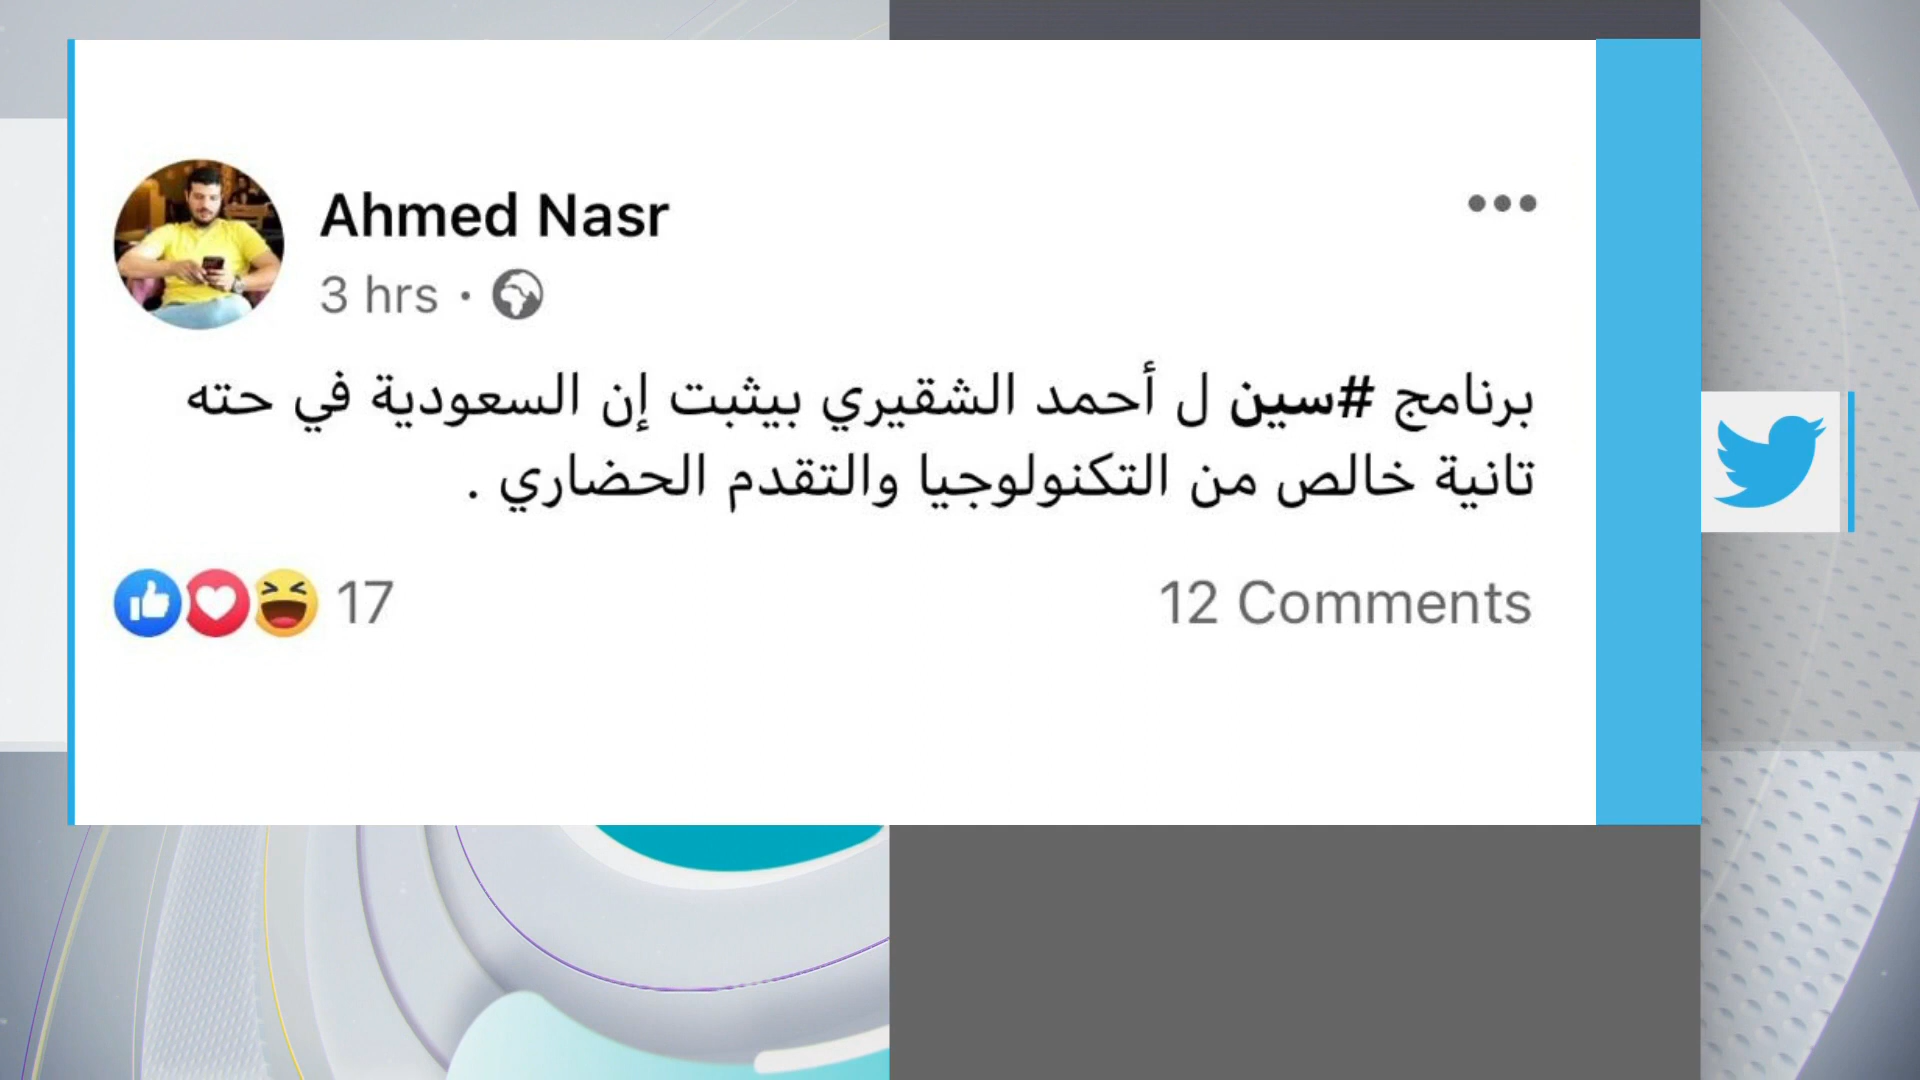 Ahmed Nasr
3 hrs ·
برنامج #سين ل أحمد الشقيري بيثبت إن السعودية في حته
تانية خالص من التكنولوجيا والتقدم الحضاري .
17
12 Comments